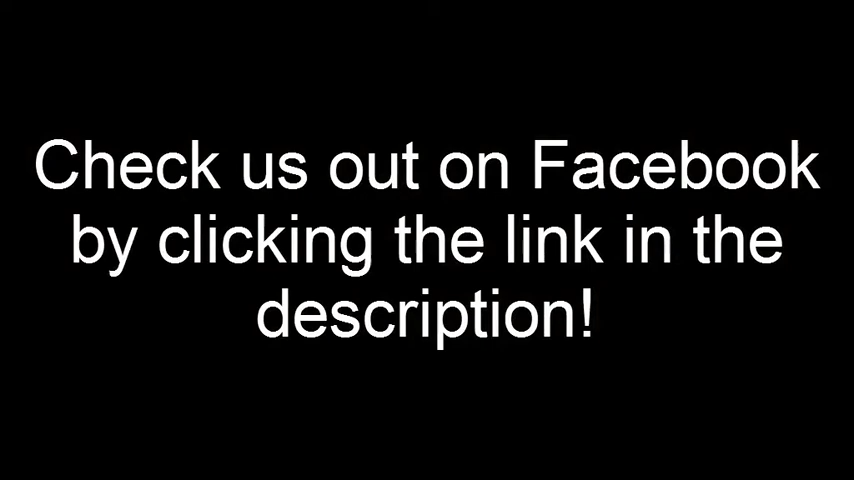 Check us out on Facebook
by clicking the link in the
description!